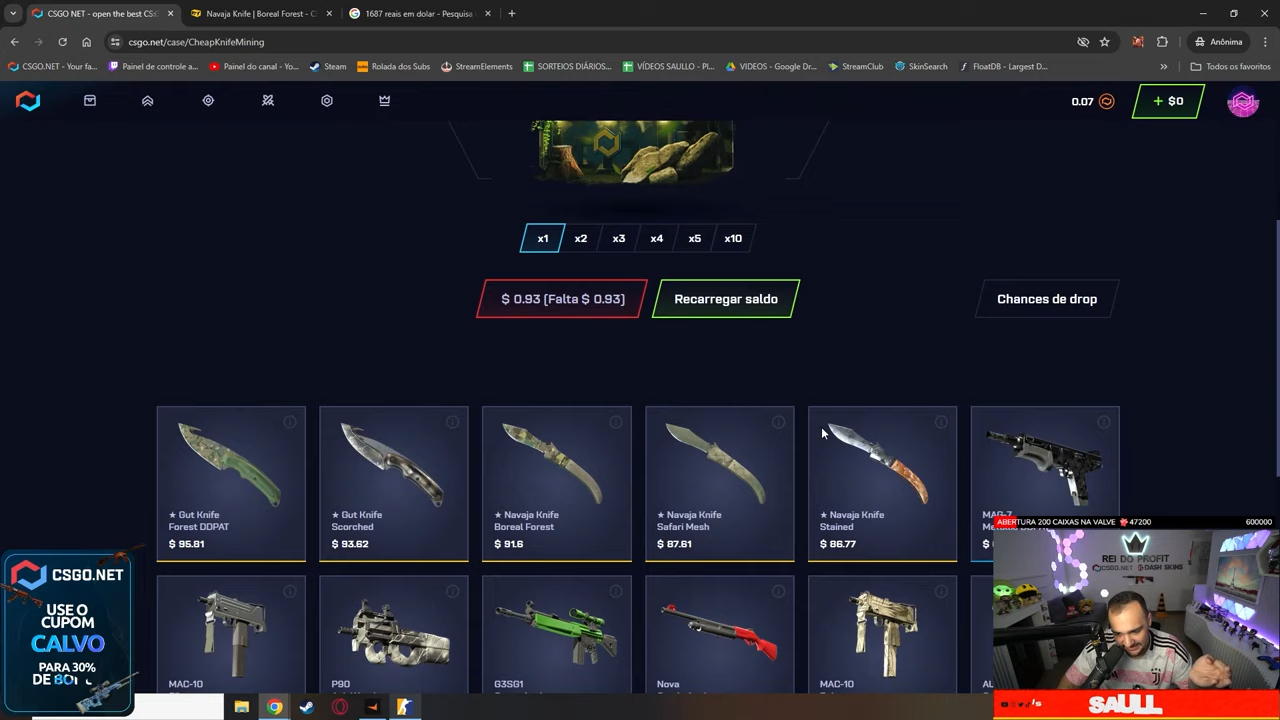 CSGO NET - open the best CS:
Navaja Knife | Boreal Forest - C
1687 reais em dolar - Pesquisa
csgo.net/case/CheapKnifeMining
Anônima
CSGO.NET - Your fa...
Painel de controle a...
Painel do canal - Yo...
Steam
Rolada dos Subs
StreamElements
SORTEIOS DIÁRIOS...
VÍDEOS SAULLO - Pl...
VIDEOS - Google Dr...
StreamClub
SkinSearch
FloatDB - Largest D...
Todos os favoritos
0.07
+ $0
x1
x2
x3
x4
x5
x10
$ 0.93 (Falta $ 0.93)
Recarregar saldo
Chances de drop
★ Gut Knife
Forest DDPAT
$ 95.81
★ Gut Knife
Scorched
$ 93.62
★ Navaja Knife
Boreal Forest
$ 91.6
★ Navaja Knife
Safari Mesh
$ 87.61
★ Navaja Knife
Stained
$ 86.77
MAC-10
P90
G3SG1
Nova
MAC-10
ABERTURA 200 CAIXAS NA VALVE 47200
600000
REI DO PROFIT
CSGO.NET
DASH SKINS
SAULL
CSGO.NET
USE O
CUPOM
CALVO
PARA 30%